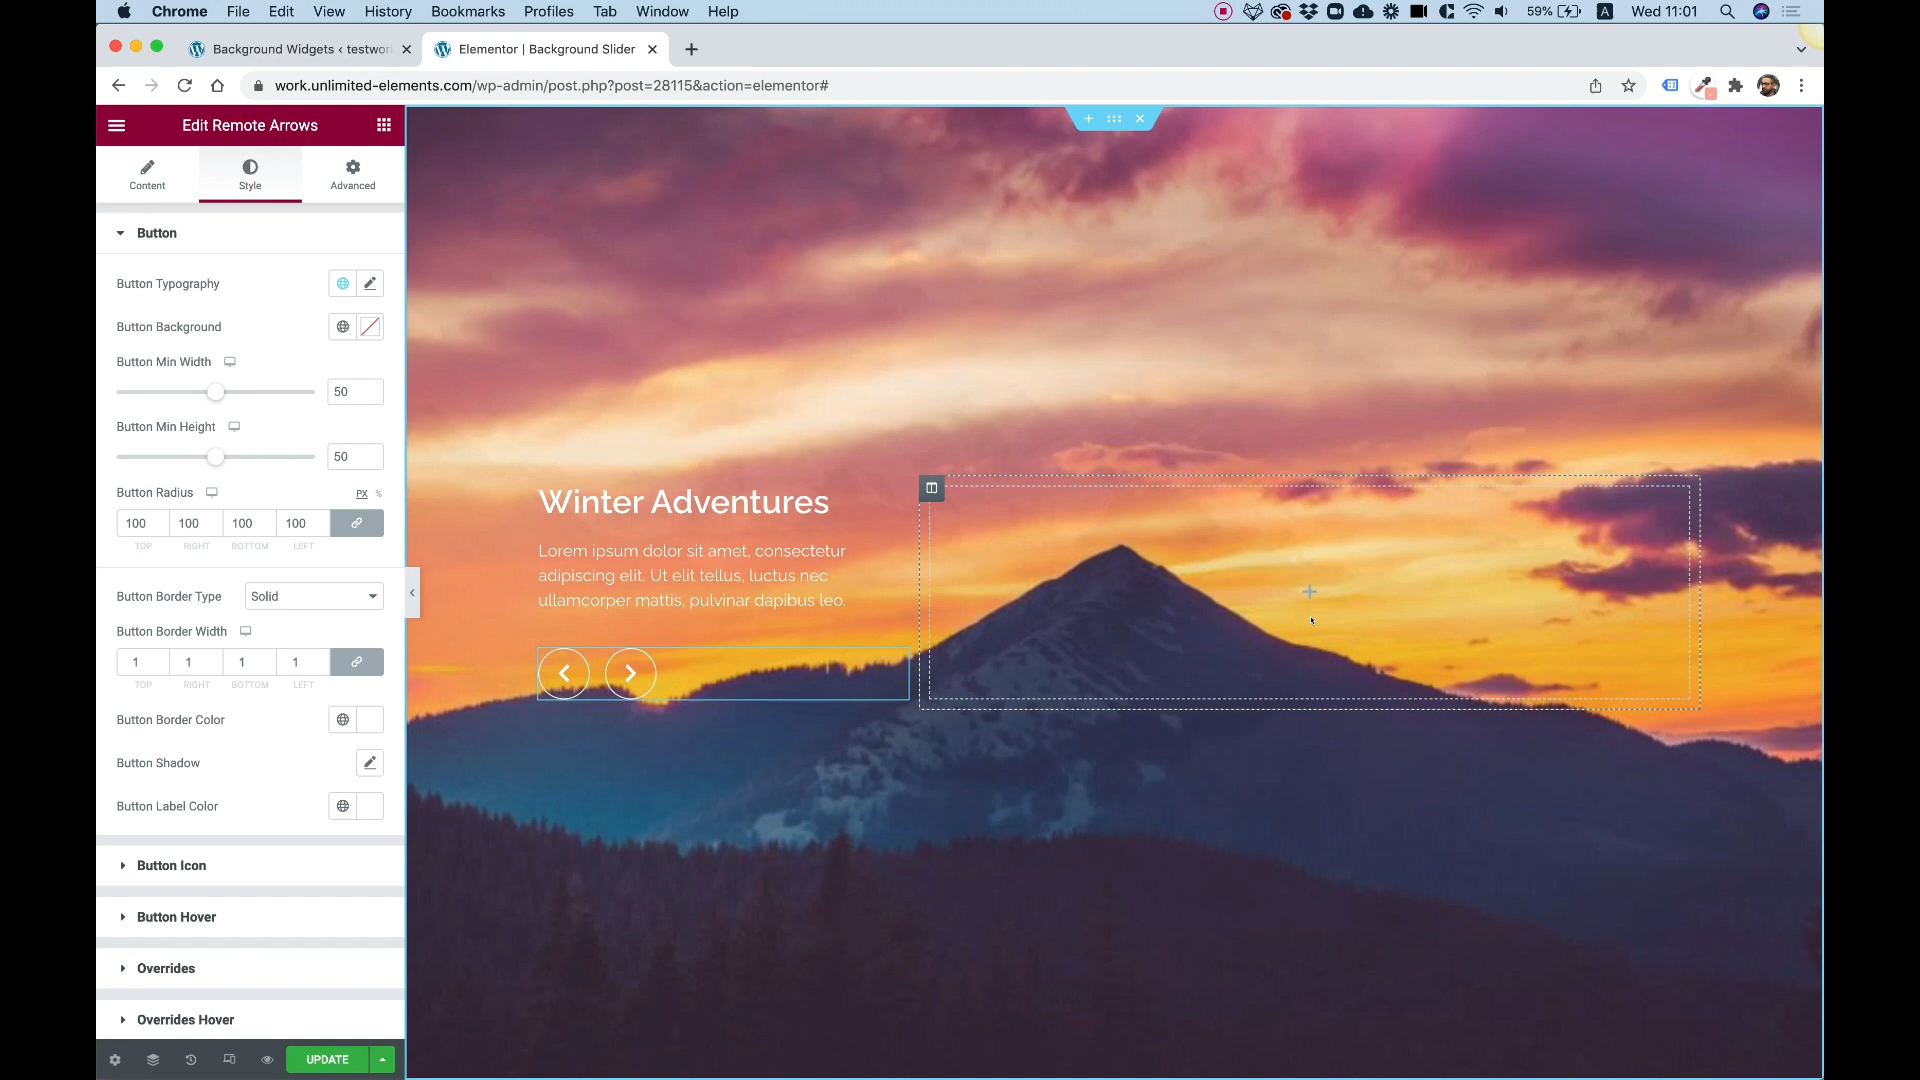 Chrome File Edit View History Bookmarks Profiles Tab Window Help 59% A Wed 11:01
Background Widgets ‹ testwor
Elementor | Background Slider
work.unlimited-elements.com/wp-admin/post.php?post=28115&action=elementor#
Edit Remote Arrows
Content Style Advanced
Button
Button Typography
Button Background
Button Min Width
50
Button Min Height
50
Button Radius PX %
100 100 100 100
TOP RIGHT BOTTOM LEFT
Button Border Type Solid
Button Border Width
1 1 1 1
TOP RIGHT BOTTOM LEFT
Button Border Color
Button Shadow
Button Label Color
Button Icon
Button Hover
Overrides
Overrides Hover
UPDATE
Winter Adventures
Lorem ipsum dolor sit amet, consectetur
adipiscing elit. Ut elit tellus, luctus nec
ullamcorper mattis, pulvinar dapibus leo.